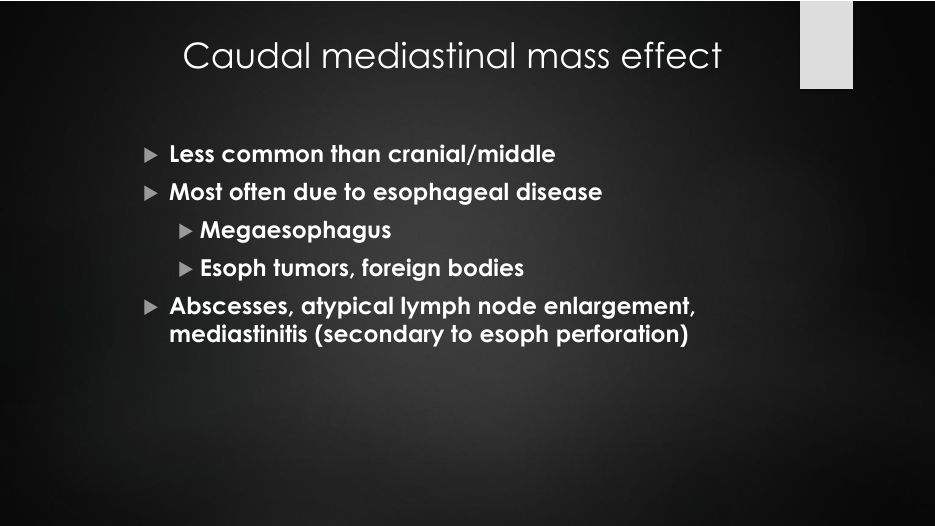 Caudal mediastinal mass effect
Less common than cranial/middle
Most often due to esophageal disease
Megaesophagus
Esoph tumors, foreign bodies
Abscesses, atypical lymph node enlargement,
mediastinitis (secondary to esoph perforation)